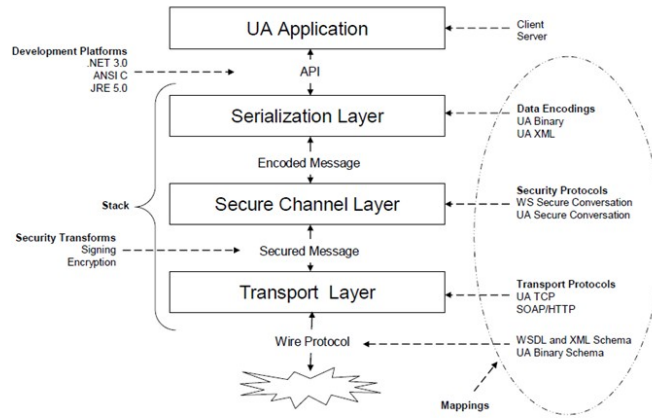 UA Application
Client
Server
Development Platforms
.NET 3.0
ANSI C
JRE 5.0
API
Serialization Layer
Data Encodings
UA Binary
UA XML
Encoded Message
Stack
Secure Channel Layer
Security Protocols
WS Secure Conversation
UA Secure Conversation
Security Transforms
Signing
Encryption
Secured Message
Transport Layer
Transport Protocols
UA TCP
SOAP/HTTP
Wire Protocol
WSDL and XML Schema
UA Binary Schema
Mappings